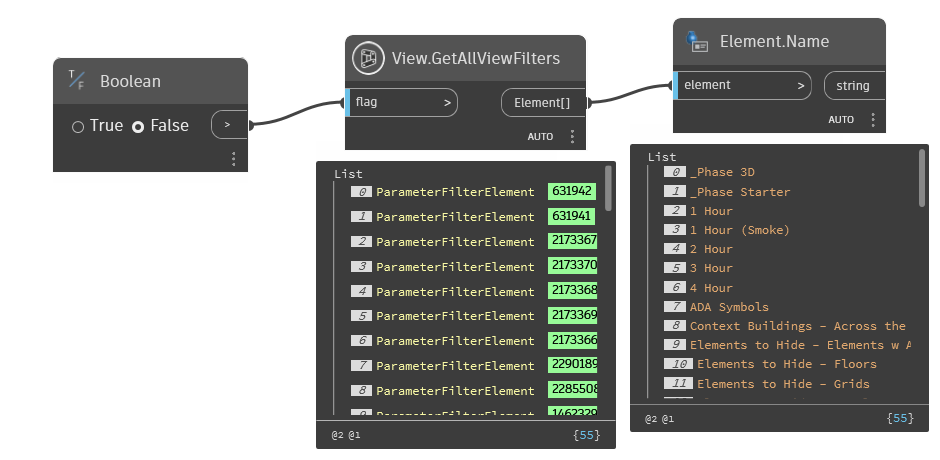 T/F
Boolean
True False >
View.GetAllViewFilters
flag > Element[]
AUTO
Element.Name
element > string
AUTO
List
0 ParameterFilterElement 631942
1 ParameterFilterElement 631941
2 ParameterFilterElement 2173367
3 ParameterFilterElement 2173370
4 ParameterFilterElement 2173368
5 ParameterFilterElement 2173369
6 ParameterFilterElement 2173366
7 ParameterFilterElement 2290189
8 ParameterFilterElement 2285508
9 ParameterFilterElement 1462329
@2 @1 {55}
List
0 _Phase 3D
1 _Phase Starter
2 1 Hour
3 1 Hour (Smoke)
4 2 Hour
5 3 Hour
6 4 Hour
7 ADA Symbols
8 Context Buildings - Across the
9 Elements to Hide - Elements w A
10 Elements to Hide - Floors
11 Elements to Hide - Grids
@2 @1 {55}